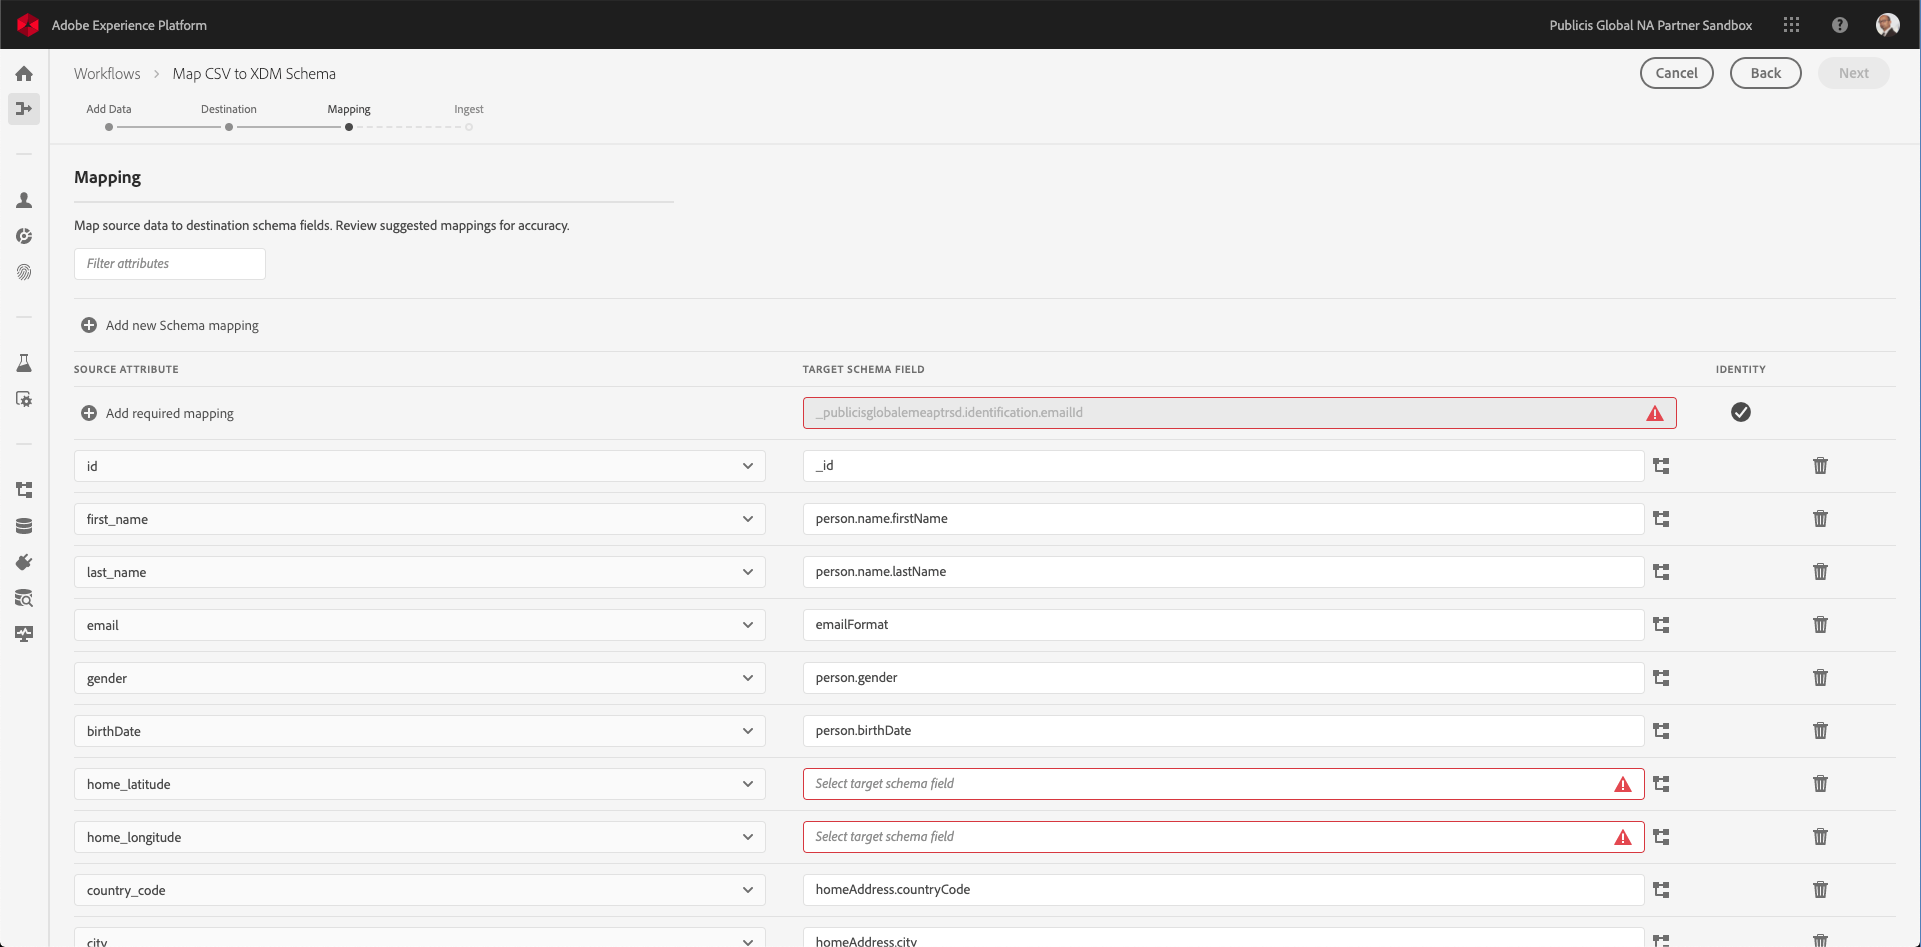 Adobe Experience Platform
Publicis Global NA Partner Sandbox
Workflows > Map CSV to XDM Schema
Cancel
Back
Next
Add Data
Destination
Mapping
Ingest
Mapping
Map source data to destination schema fields. Review suggested mappings for accuracy.
Filter attributes
Add new Schema mapping
SOURCE ATTRIBUTE
TARGET SCHEMA FIELD
IDENTITY
Add required mapping
_publicisglobalemeaptrsd.identification.emailId
id
_id
first_name
person.name.firstName
last_name
person.name.lastName
email
emailFormat
gender
person.gender
birthDate
person.birthDate
home_latitude
Select target schema field
home_longitude
Select target schema field
country_code
homeAddress.countryCode
city
homeAddress.city